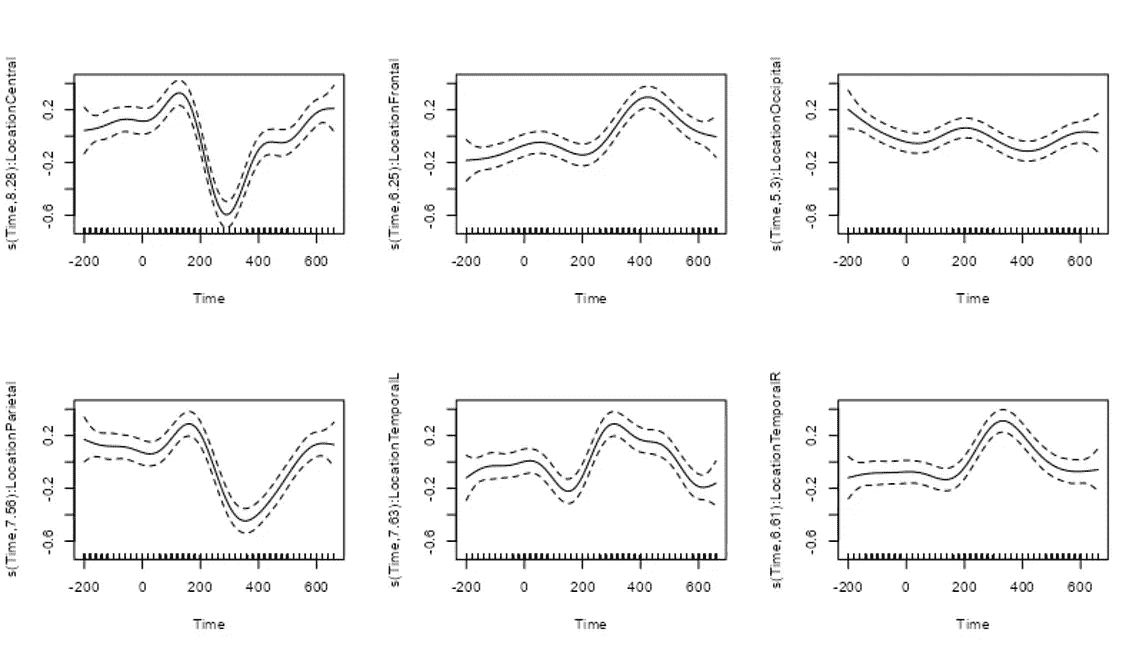 s(Time,8.28):LocationCentral
0.2
-0.2
-0.6
-200 0 200 400 600
Time
s(Time,6.25):LocationFrontal
0.2
-0.2
-0.6
-200 0 200 400 600
Time
s(Time,5.3):LocationOccipital
0.2
-0.2
-0.6
-200 0 200 400 600
Time
s(Time,7.56):LocationParietal
0.2
-0.2
-0.6
-200 0 200 400 600
Time
s(Time,7.63):LocationTemporalL
0.2
-0.2
-0.6
-200 0 200 400 600
Time
s(Time,6.61):LocationTemporalR
0.2
-0.2
-0.6
-200 0 200 400 600
Time